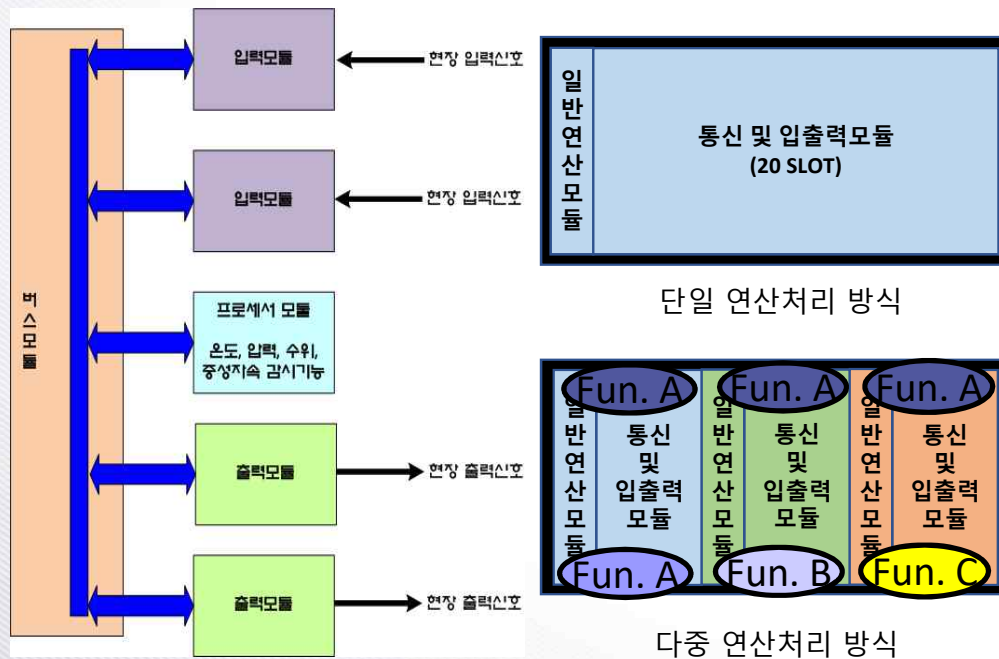 버스모듈
입력모듈
현장 입력신호
입력모듈
현장 입력신호
프로세서 모듈
온도, 압력, 수위,
중성자속 감시기능
출력모듈
현장 출력신호
출력모듈
현장 출력신호
일반연산모듈
통신 및 입출력모듈
(20 SLOT)
단일 연산처리 방식
Fun. A
일반연산모듈
통신
및
입출력
모듈
Fun. A
Fun. A
일반연산모듈
통신
및
입출력
모듈
Fun. B
Fun. A
일반연산모듈
통신
및
입출력
모듈
Fun. C
다중 연산처리 방식